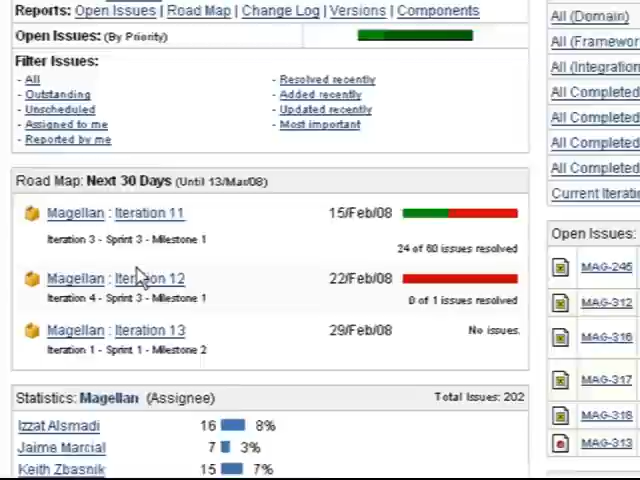 Reports: Open Issues | Road Map | Change Log | Versions | Components
Open Issues: (By Priority)
Filter Issues:
- All
- Outstanding
- Unscheduled
- Assigned to me
- Reported by me
- Resolved recently
- Added recently
- Updated recently
- Most important
Road Map: Next 30 Days (Until 13/Mar/08)
Magellan : Iteration 11 15/Feb/08
Iteration 3 - Sprint 3 - Milestone 1 24 of 60 issues resolved
Magellan : Iteration 12 22/Feb/08
Iteration 4 - Sprint 3 - Milestone 1 0 of 1 issues resolved
Magellan : Iteration 13 29/Feb/08 No issues.
Iteration 1 - Sprint 1 - Milestone 2
Statistics: Magellan (Assignee) Total Issues: 202
Izzat Alsmadi 16 8%
Jaime Marcial 7 3%
Keith Zbasnik 15 7%
All (Domain)
All (Framewor
All (Integration
All Completed
All Completed
All Completed
All Completed
Current Iterati
Open Issues:
MAG-245
MAG-312
MAG-316
MAG-317
MAG-318
MAG-313